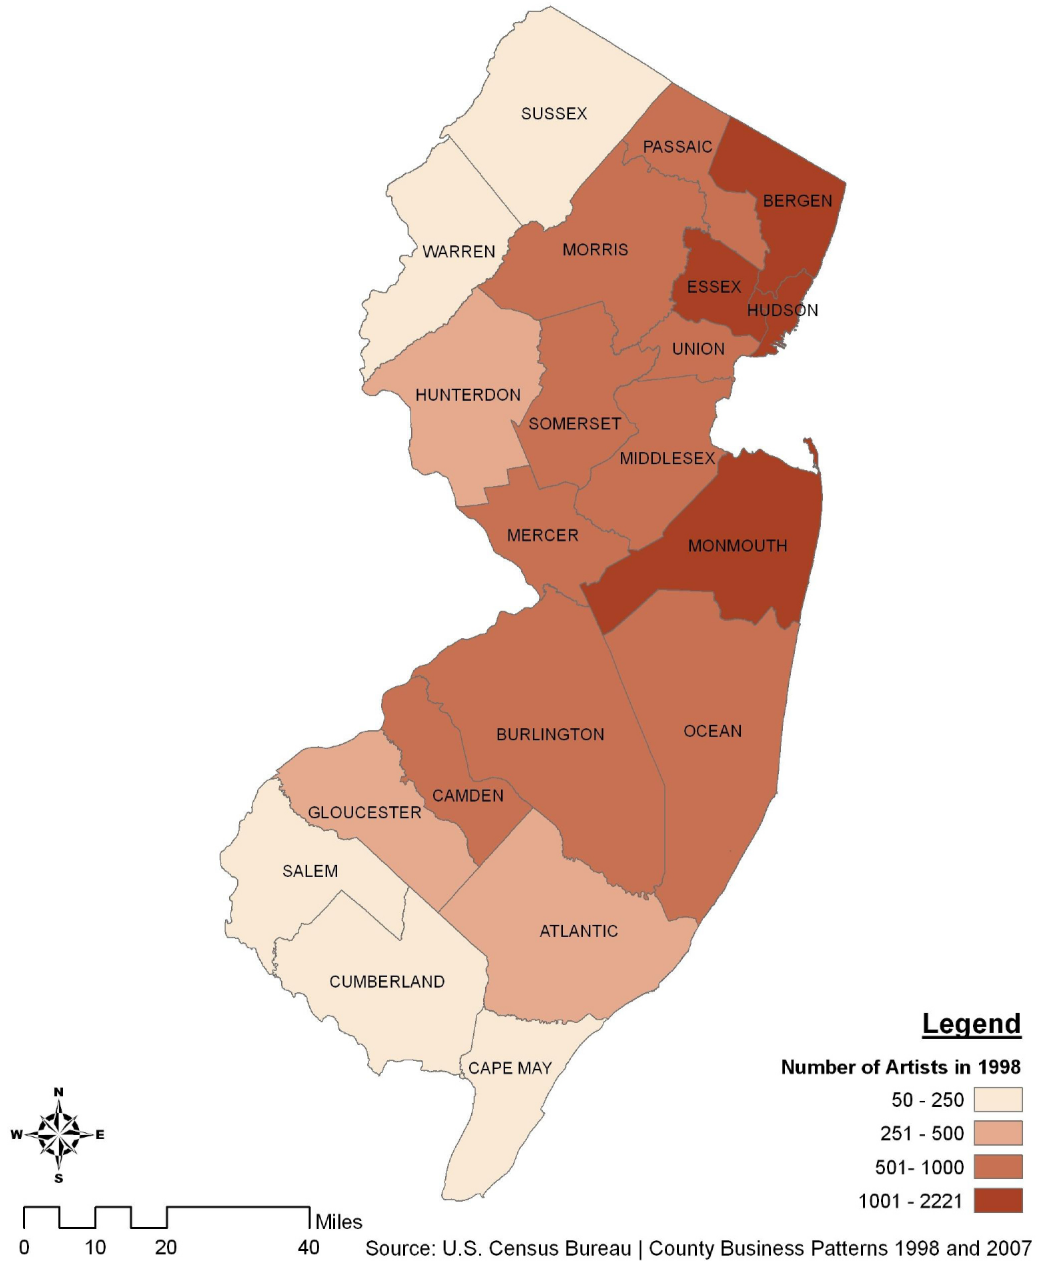 SUSSEX
PASSAIC
BERGEN
WARREN
MORRIS
ESSEX
HUDSON
UNION
HUNTERDON
SOMERSET
MIDDLESEX
MERCER
MONMOUTH
BURLINGTON
OCEAN
CAMDEN
GLOUCESTER
SALEM
ATLANTIC
CUMBERLAND
CAPE MAY
Legend
Number of Artists in 1998
50 - 250
251 - 500
501- 1000
1001 - 2221
N
W E
S
Miles
0 10 20 40
Source: U.S. Census Bureau | County Business Patterns 1998 and 2007